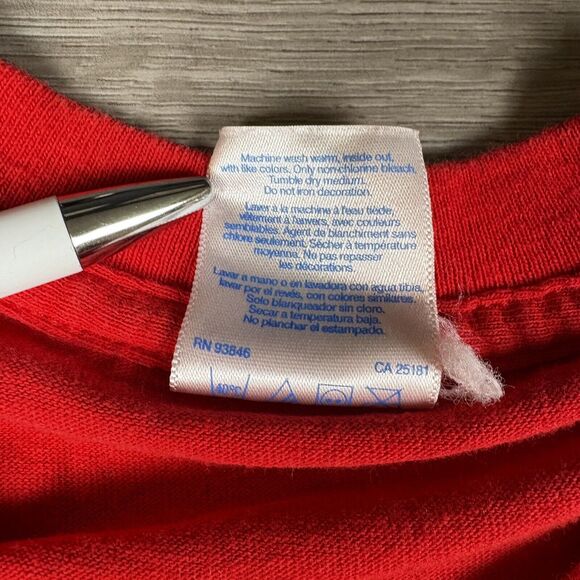 Machine wash warm, inside out,
with like colors. Only non-chlorine bleach.
Tumble dry medium.
Do not iron decoration.
Laver à la machine à l'eau tiède,
vêtement à l'anvers, avec couleurs
semblables. Agent de blanchiment sans
chlore seulement. Sécher à température
moyenne. Ne pas repasser
les décorations.
Lavar a mano o en lavadora con agua tibia,
lavar por el revés, con colores similares.
Solo blanqueador sin cloro.
Secar a temperatura baja.
No planchar el estampado.
RN 93846
CA 25181
40°C